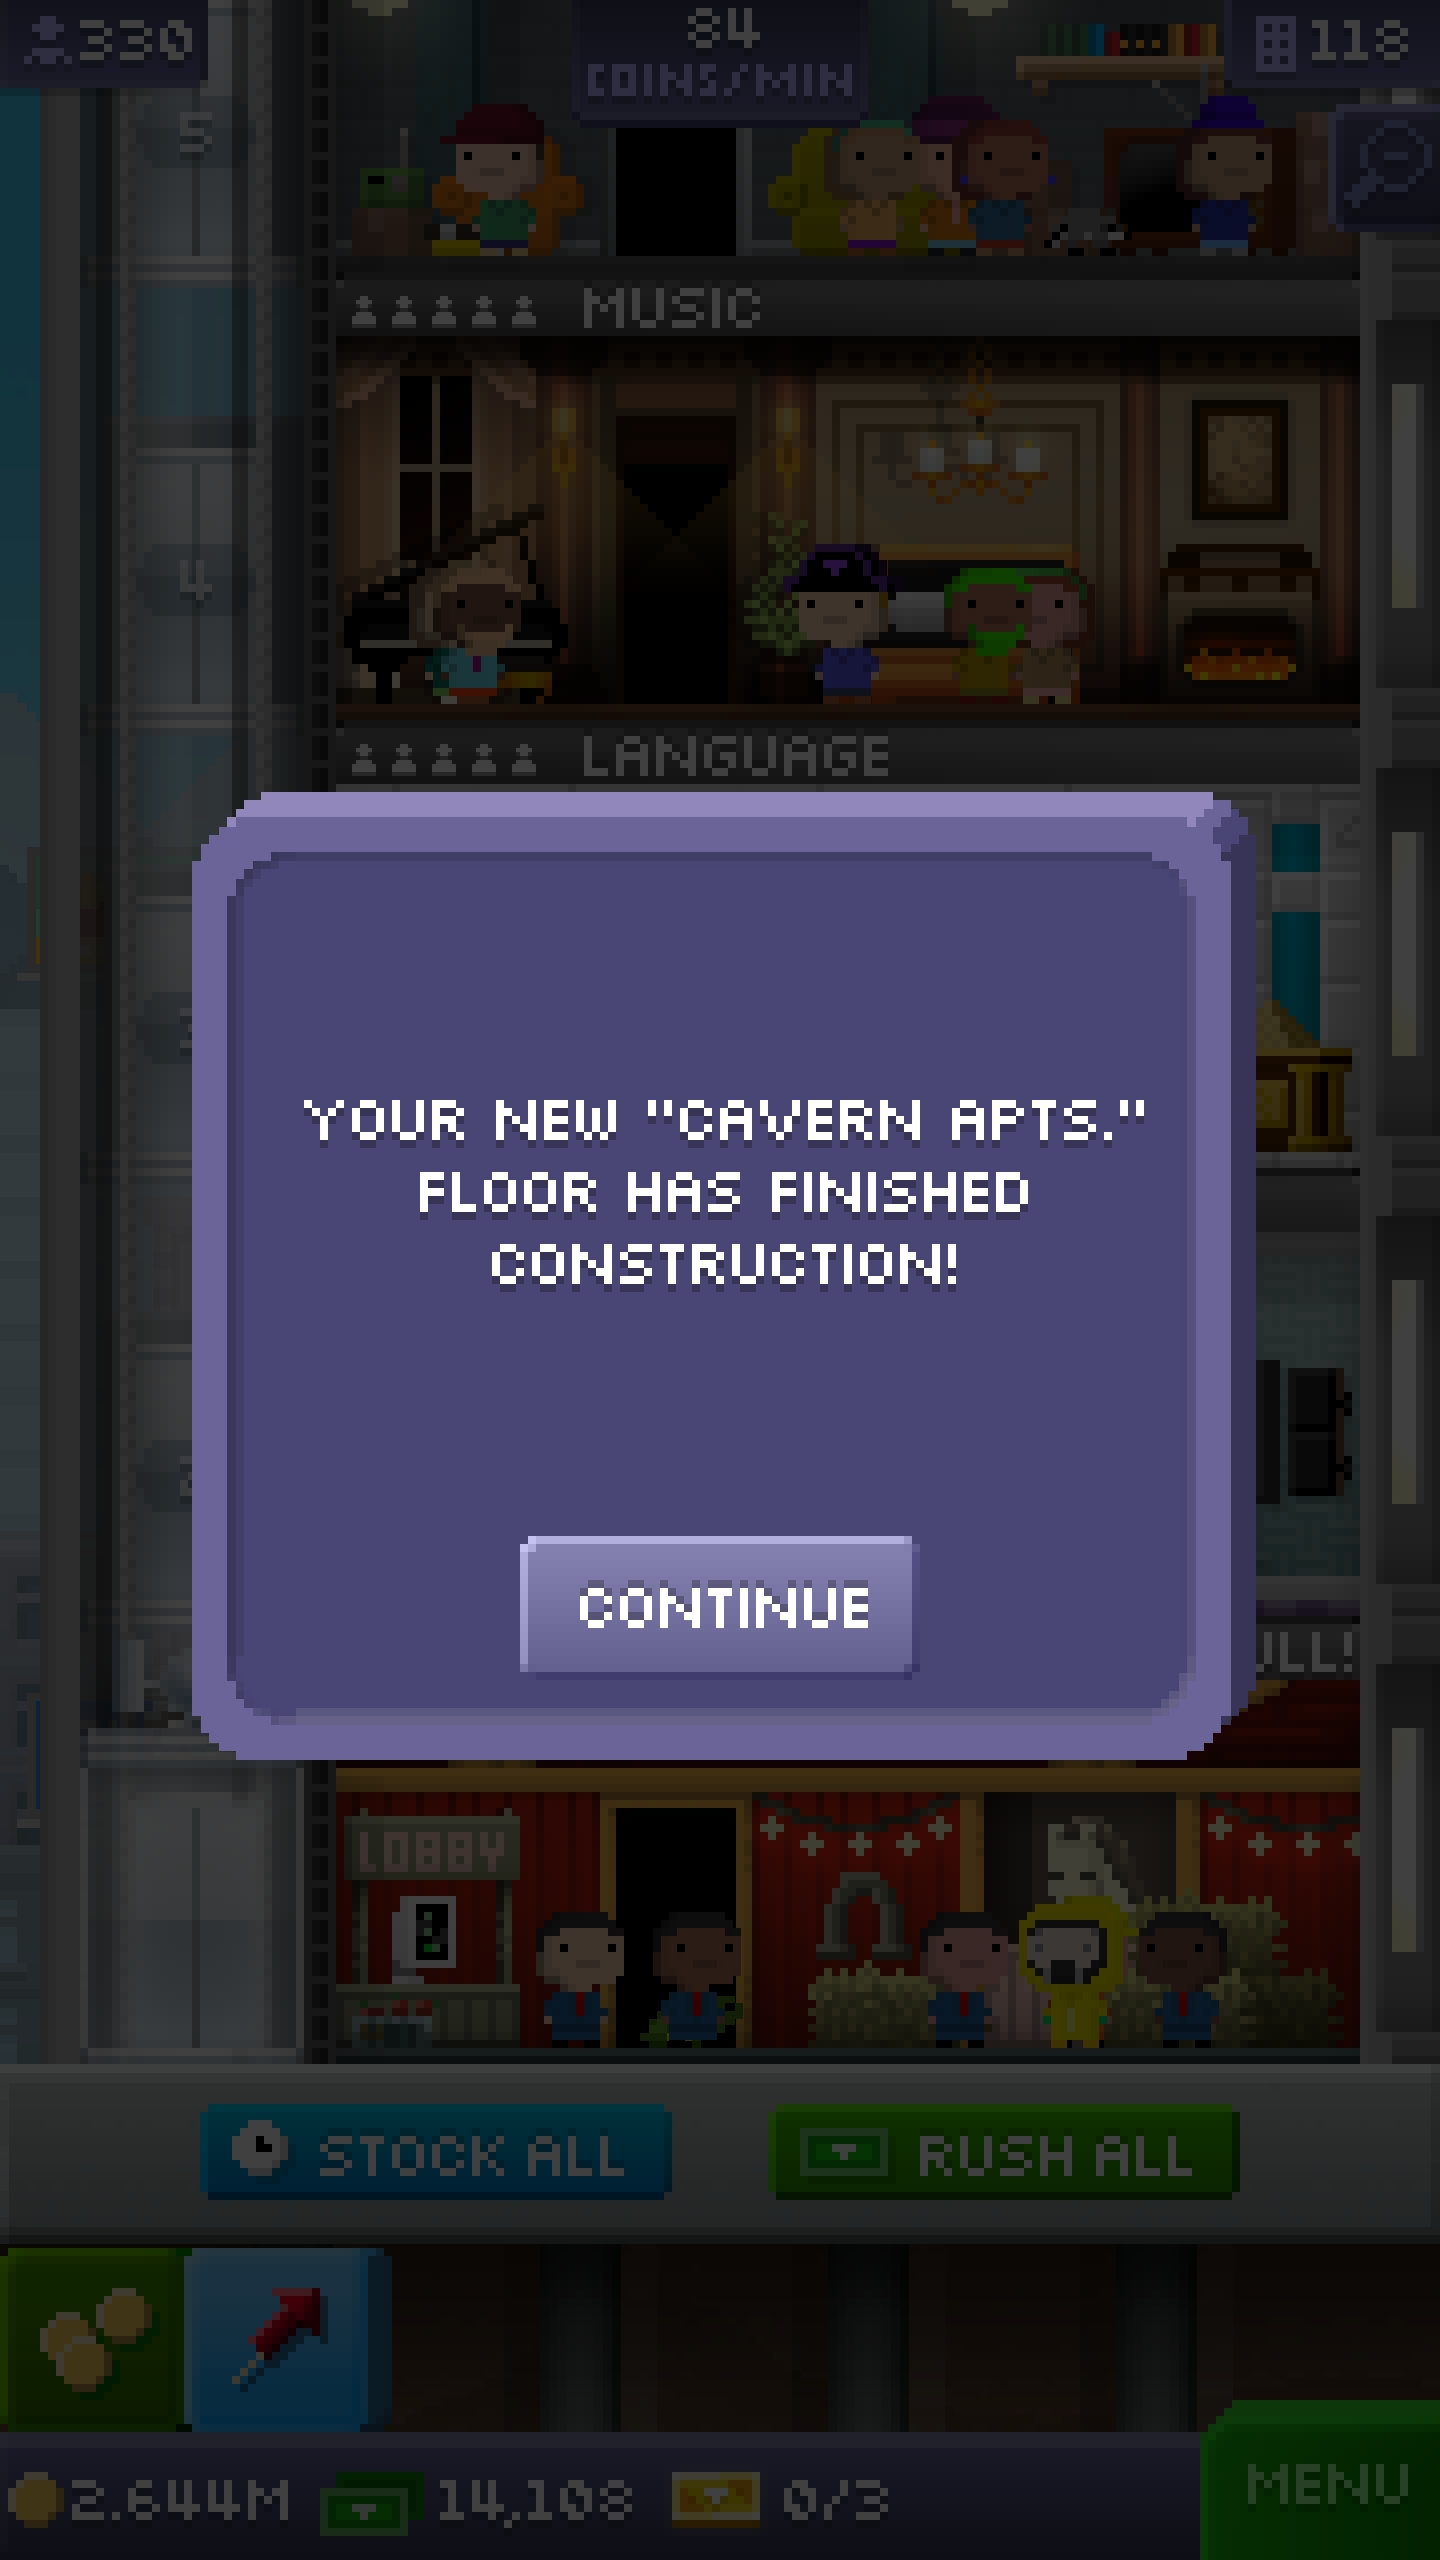 330
84
COINS/MIN
118
5
MUSIC
4
LANGUAGE
YOUR NEW "CAVERN APTS."
FLOOR HAS FINISHED
CONSTRUCTION!
CONTINUE
ULL!
LOBBY
STOCK ALL
RUSH ALL
2.644M
14,108
0/3
MENU